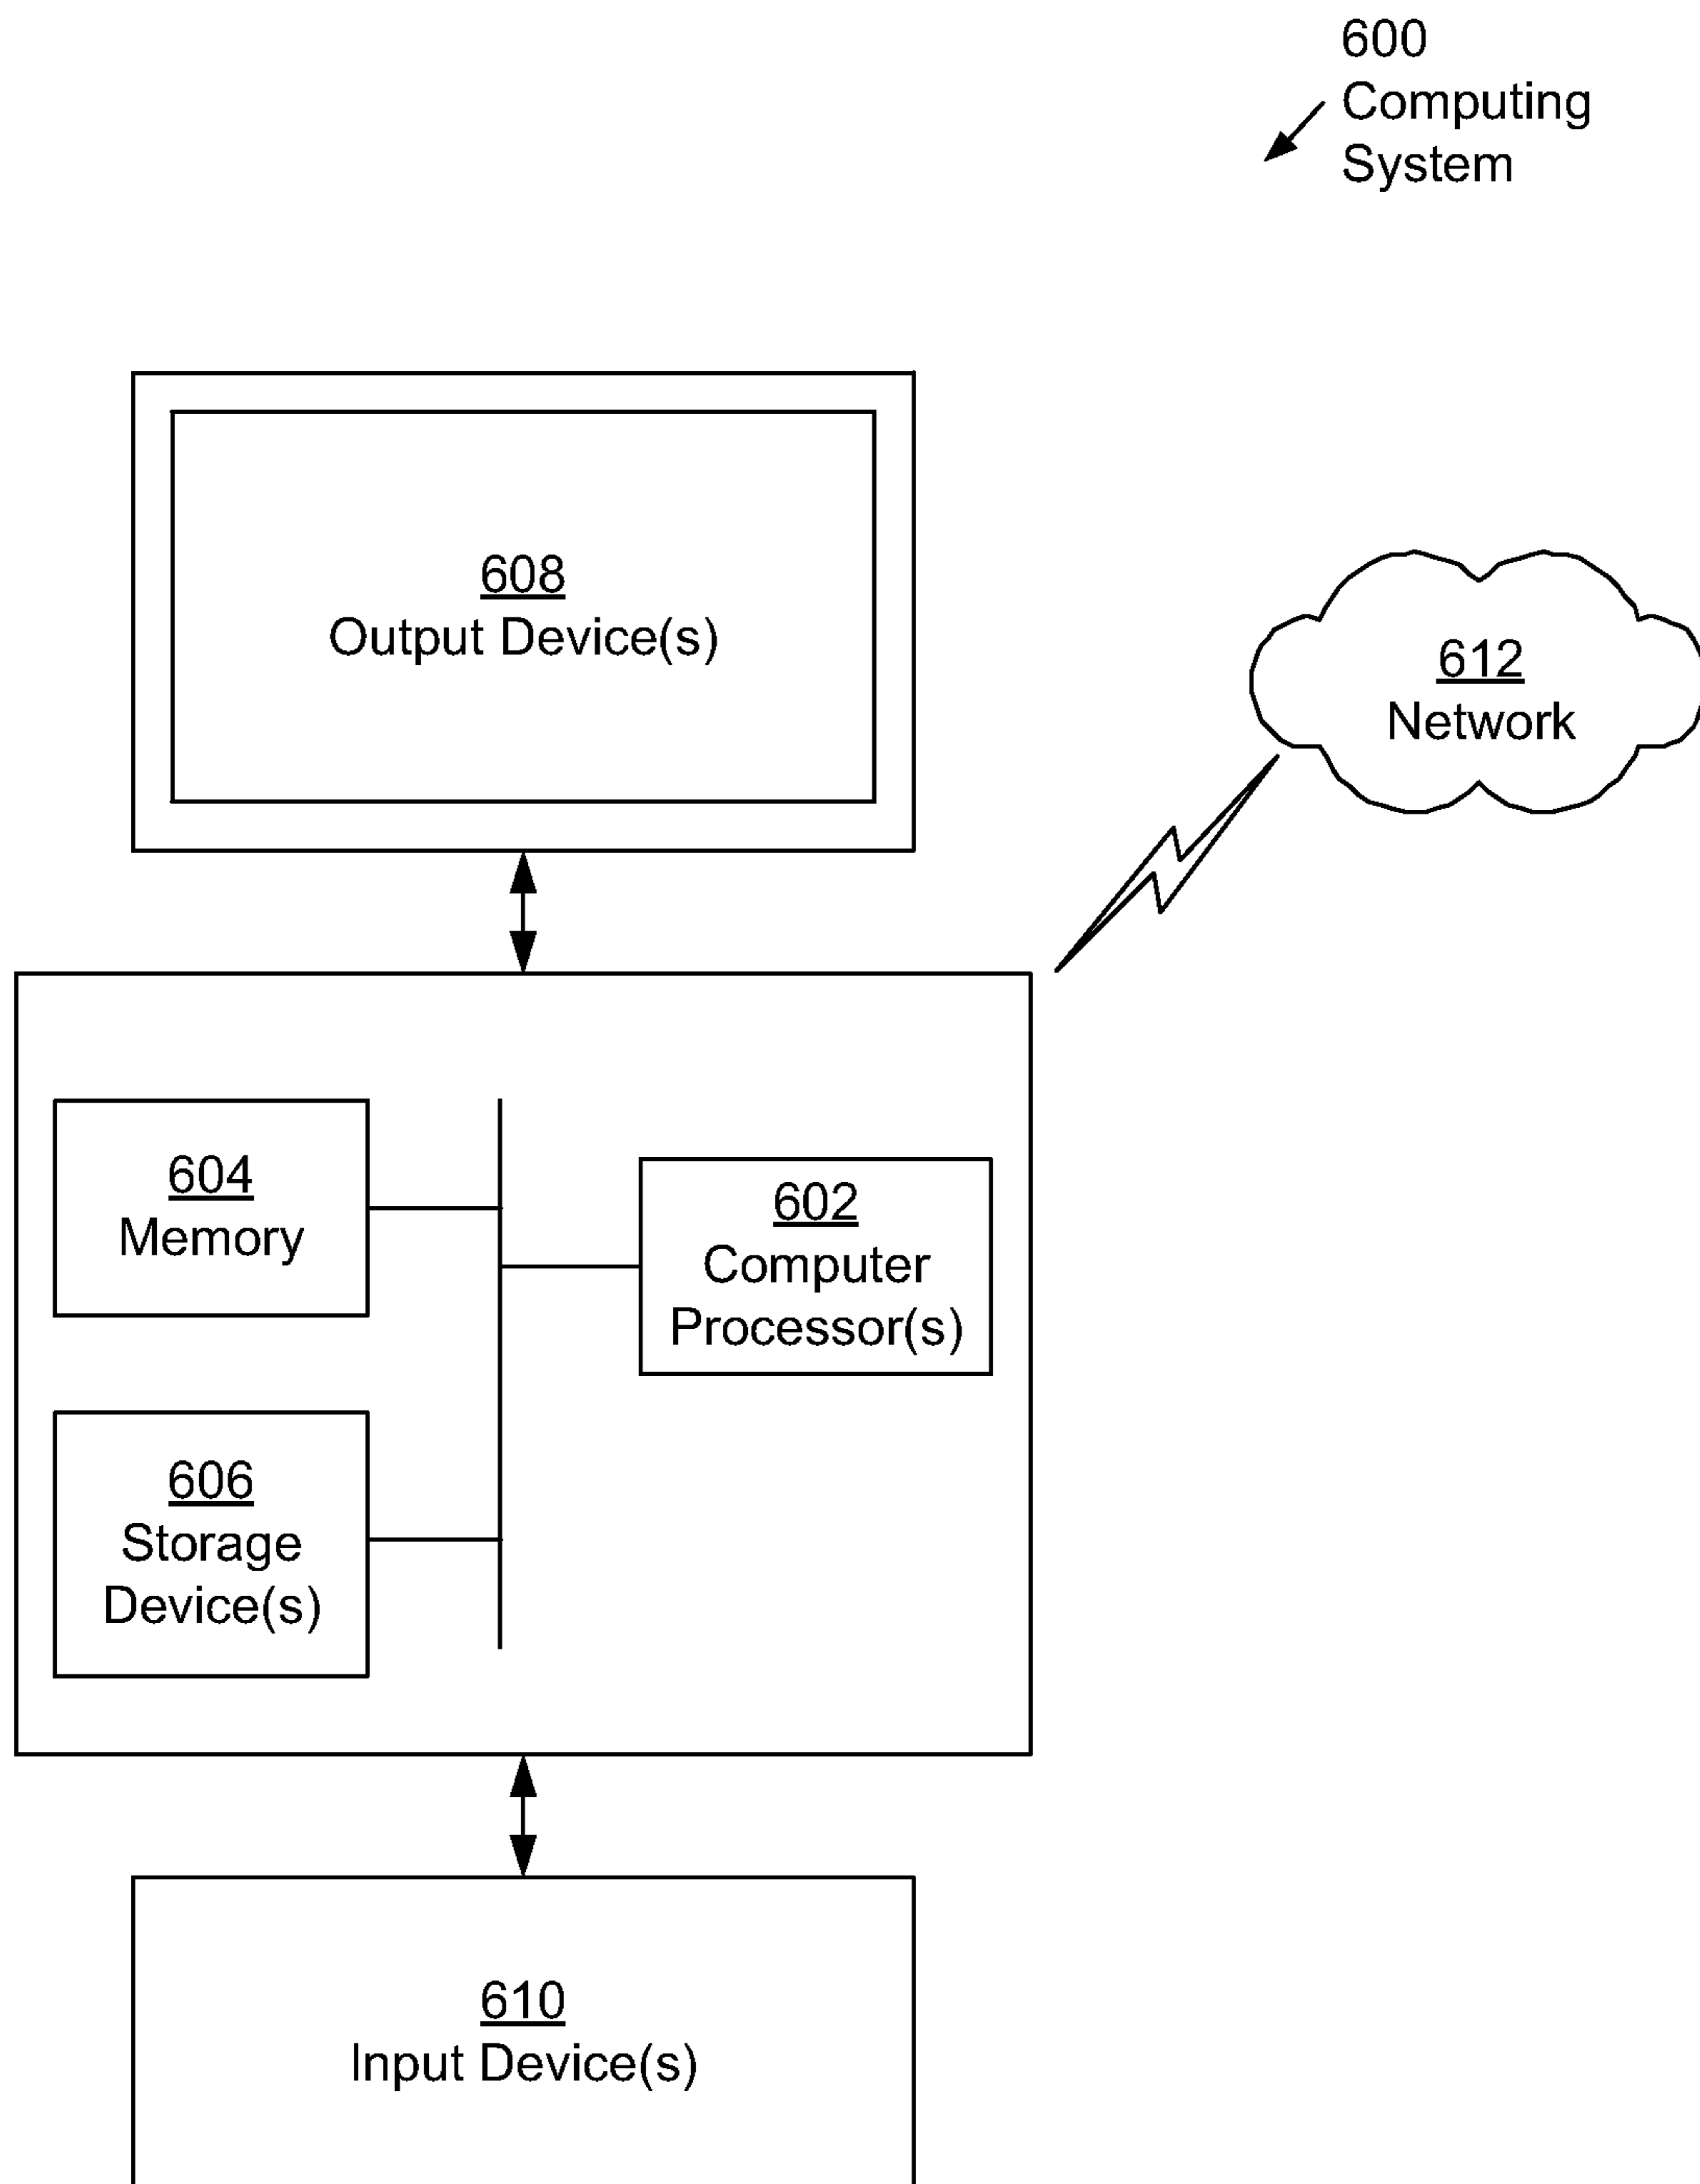 600
Computing
System
608
Output Device(s)
612
Network
604
Memory
602
Computer
Processor(s)
606
Storage
Device(s)
610
Input Device(s)